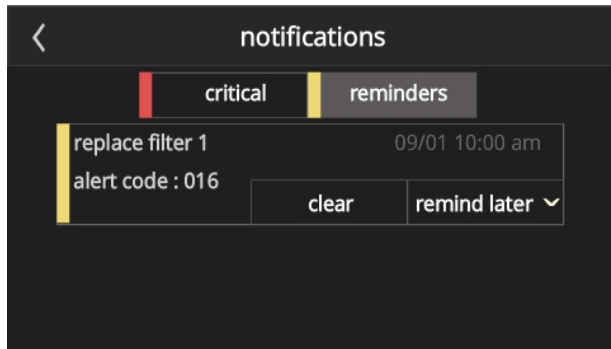 notifications
critical
reminders
replace filter 1
09/01 10:00 am
alert code : 016
clear
remind later